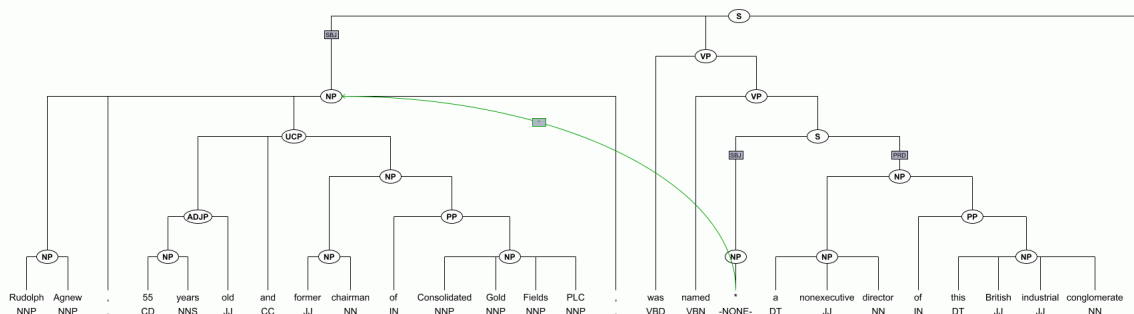 S
SBJ
VP
NP VP
*
UCP S
SBJ PRD
NP NP
ADJP PP PP
NP NP NP NP NP NP NP
Rudolph Agnew , 55 years old and former chairman of Consolidated Gold Fields PLC , was named * a nonexecutive director of this British industrial conglomerate
NNP NNP , CD NNS JJ CC JJ NN IN NNP NNP NNP NNP , VBD VBN -NONE- DT JJ NN IN DT JJ JJ NN